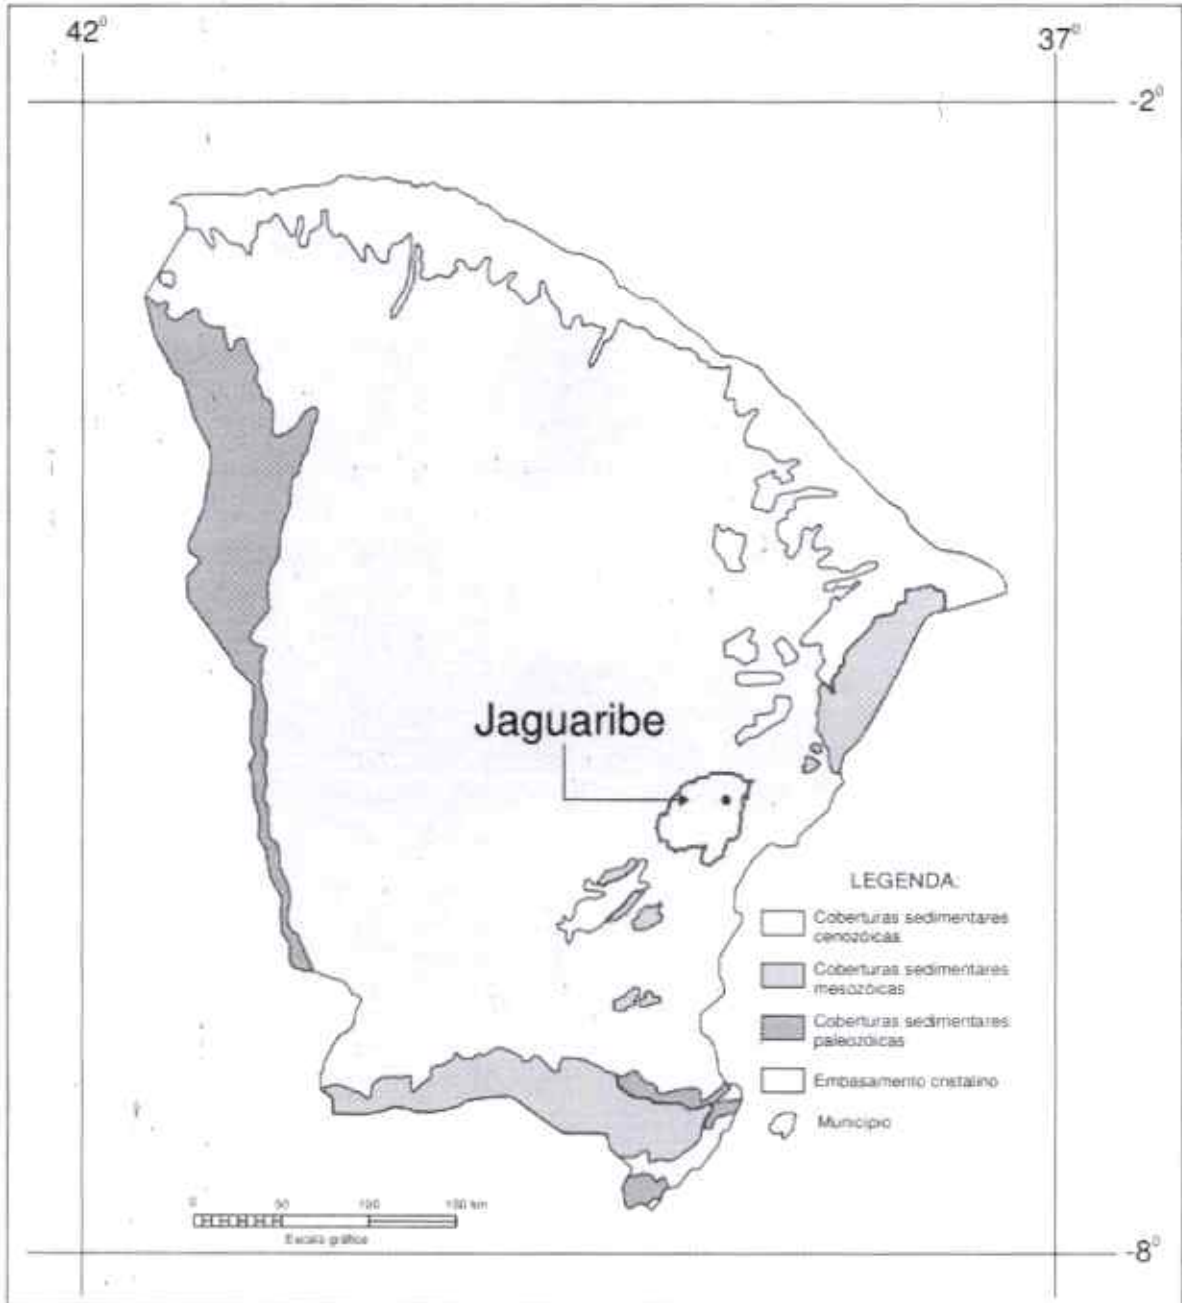 42°
37°
-2°
Jaguaribe
LEGENDA:
Coberturas sedimentares
cenozóicas
Coberturas sedimentares
mesozóicas
Coberturas sedimentares
paleozóicas
Embasamento cristalino
Município
0 50 100 150 km
Escala gráfica
-8°